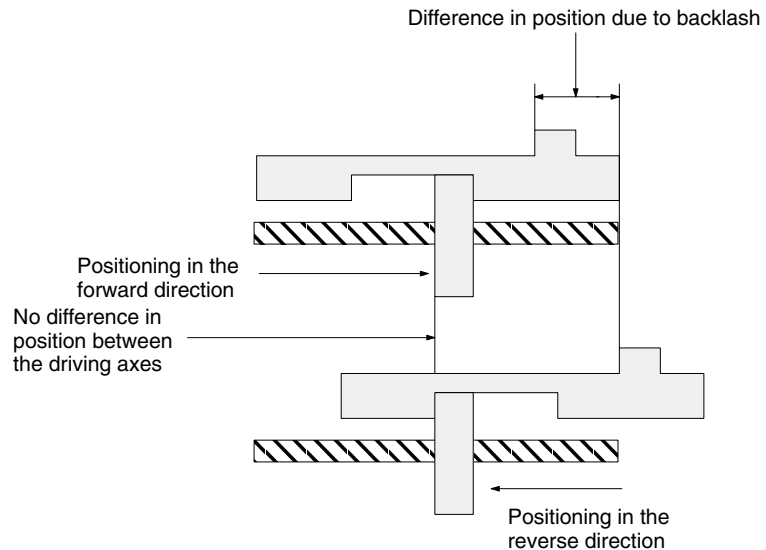 Difference in position due to backlash
Positioning in the
forward direction
No difference in
position between
the driving axes
Positioning in the
reverse direction